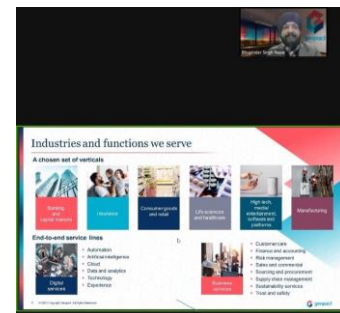 genpact
Industries and functions we serve
A chosen set of verticals
Banking
and
capital markets
Insurance
Consumer goods
and retail
Life sciences
and healthcare
High tech,
media/
entertainment,
software and
platforms
Manufacturing
End-to-end service lines
Digital
services
• Automation
• Artificial intelligence
• Cloud
• Data and analytics
• Technology
• Experience
Business
services
• Customer care
• Finance and accounting
• Risk management
• Sales and commercial
• Sourcing and procurement
• Supply chain management
• Sustainability services
• Trust and safety
genpact